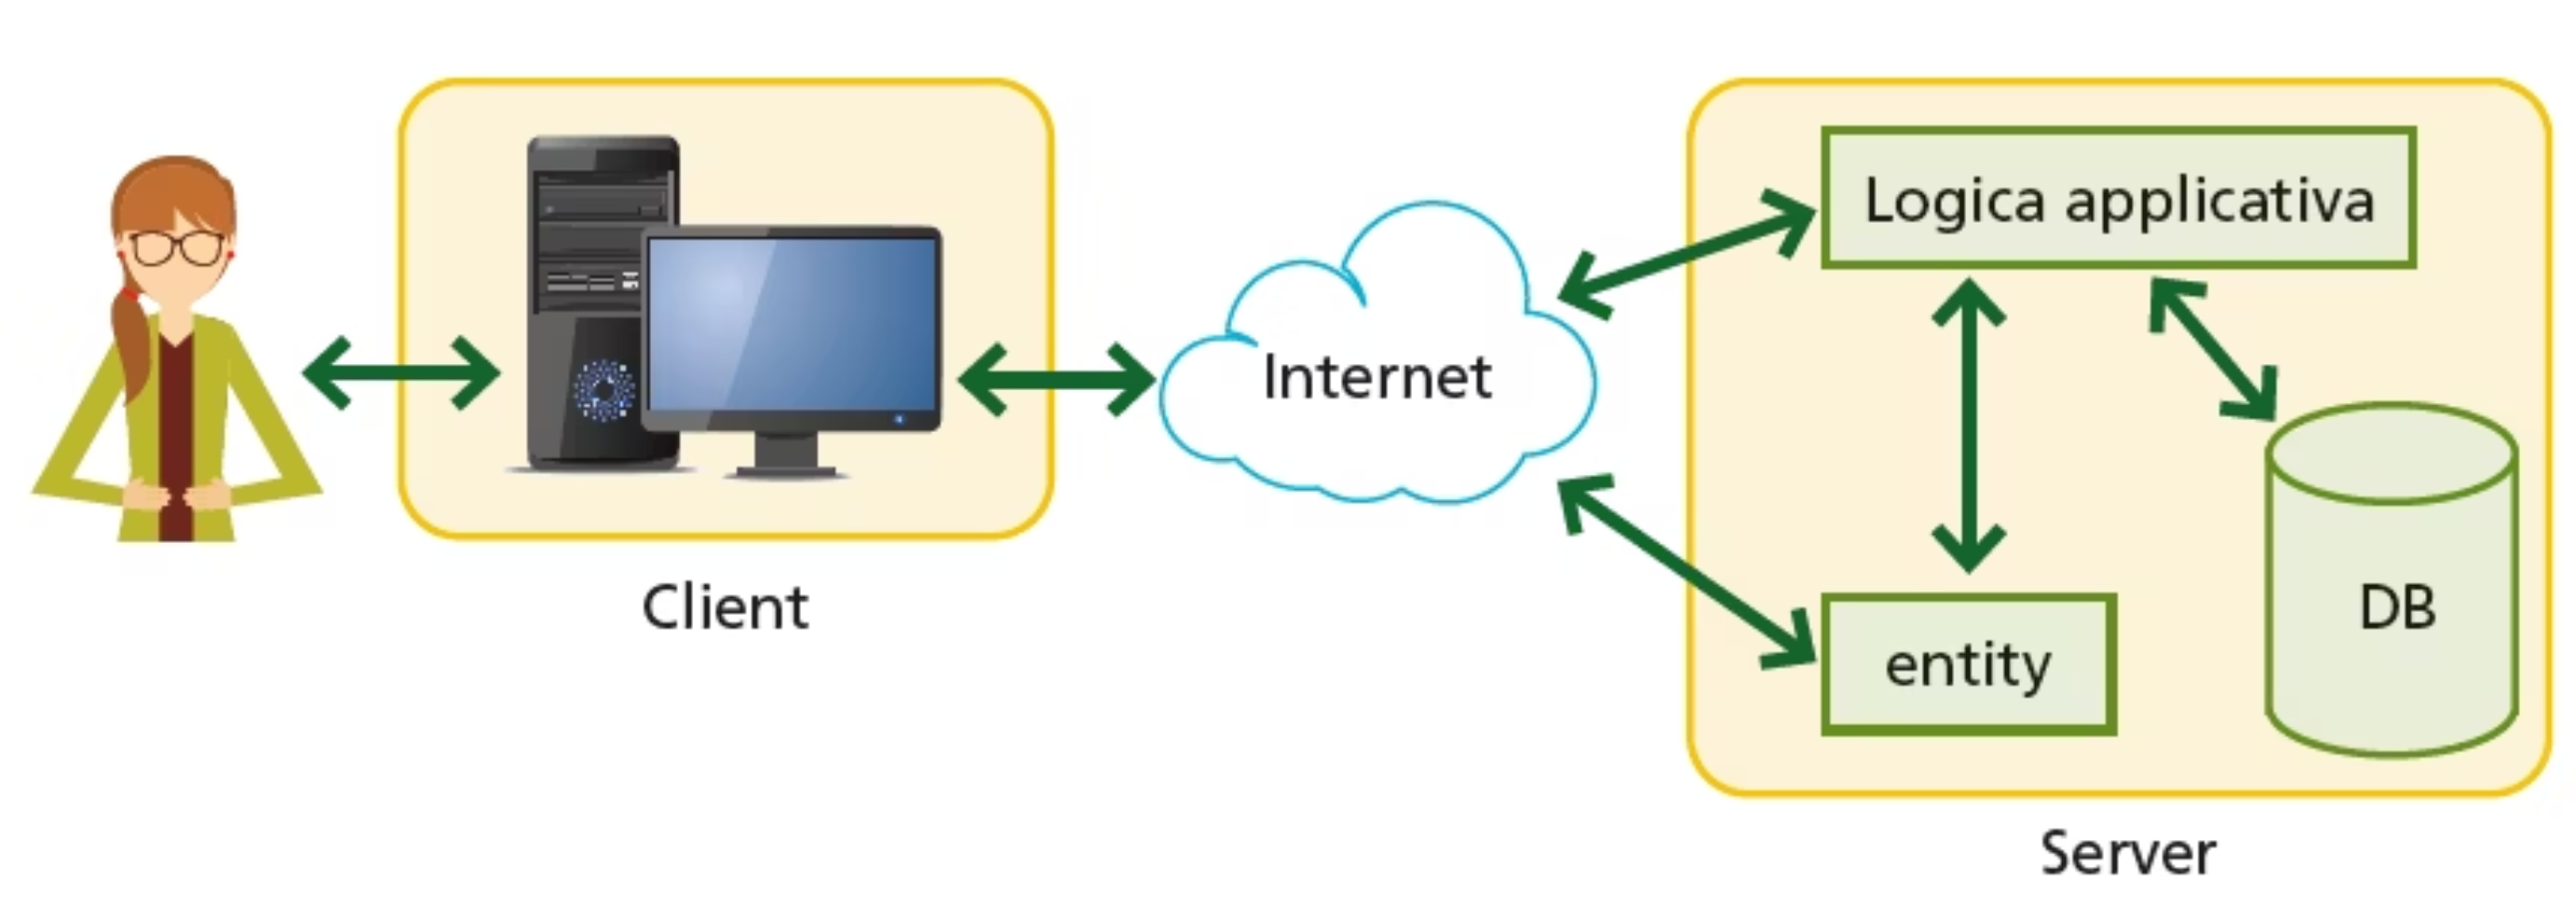 Client
Internet
Logica applicativa
entity
DB
Server